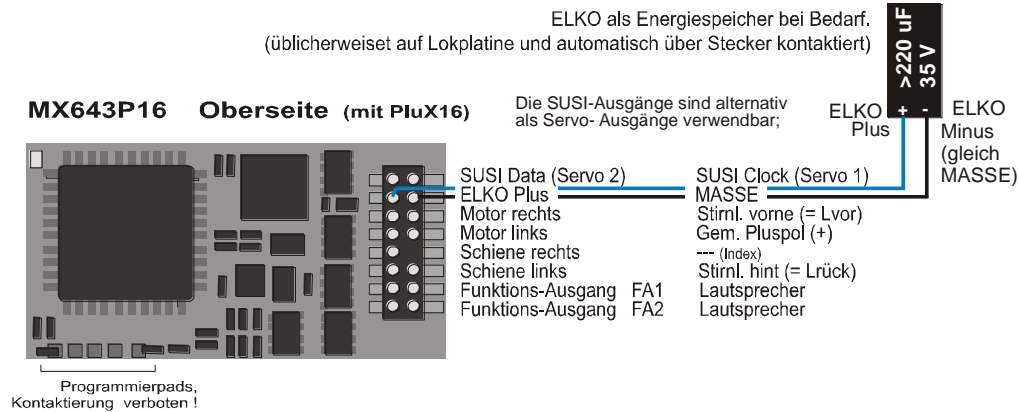 ELKO als Energiespeicher bei Bedarf.
(üblicherweiset auf Lokplatine und automatisch über Stecker kontaktiert)
>220 uF
35 V
+ -
MX643P16 Oberseite (mit PluX16)
Die SUSI-Ausgänge sind alternativ
als Servo- Ausgänge verwendbar;
ELKO
Plus
ELKO
Minus
(gleich
MASSE)
SUSI Data (Servo 2) SUSI Clock (Servo 1)
ELKO Plus MASSE
Motor rechts Stirnl. vorne (= Lvor)
Motor links Gem. Pluspol (+)
Schiene rechts --- (Index)
Schiene links Stirnl. hint (= Lrück)
Funktions-Ausgang FA1 Lautsprecher
Funktions-Ausgang FA2 Lautsprecher
Programmierpads,
Kontaktierung verboten !